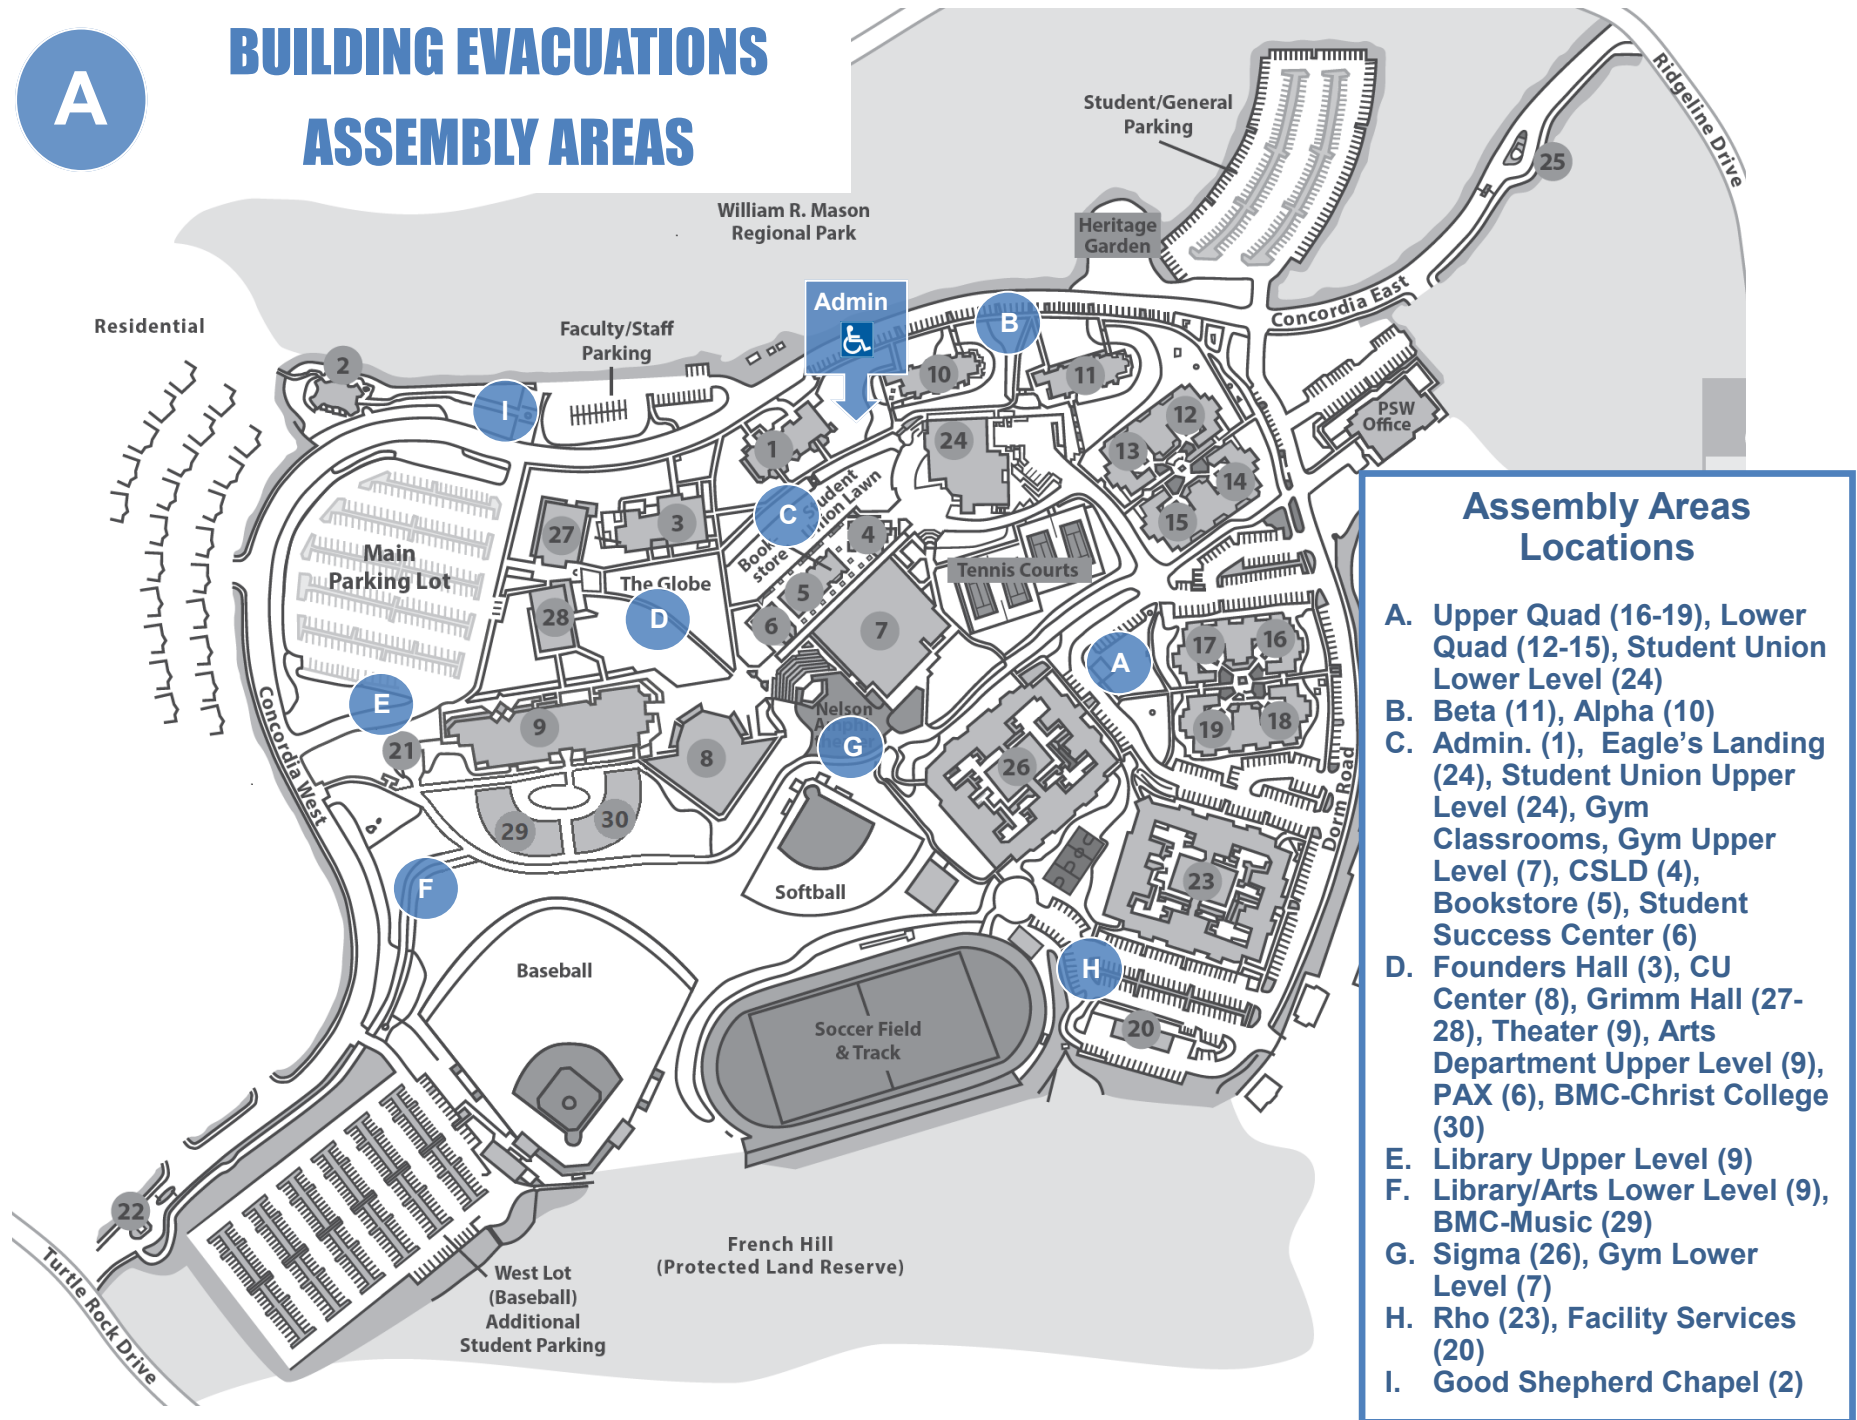 A
BUILDING EVACUATIONS
ASSEMBLY AREAS
Student/General
Parking
Ridgeline Drive
25
William R. Mason
Regional Park
Heritage
Garden
Concordia East
Admin
B
Residential
Faculty/Staff
Parking
2
I
10
11
12
13
14
15
PSW
Office
1
24
Student
Union Lawn
C
Book-
store
4
3
27
Main
Parking Lot
The Globe
Tennis Courts
5
28
D
6
7
A
17
16
19
18
E
Concordia West
21
9
8
Nelson
G
26
Dorm Road
29
30
23
F
Softball
Baseball
H
Soccer Field
& Track
20
22
Turtle Rock Drive
French Hill
(Protected Land Reserve)
West Lot
(Baseball)
Additional
Student Parking
Assembly Areas
Locations
A. Upper Quad (16-19), Lower
Quad (12-15), Student Union
Lower Level (24)
B. Beta (11), Alpha (10)
C. Admin. (1), Eagle's Landing
(24), Student Union Upper
Level (24), Gym
Classrooms, Gym Upper
Level (7), CSLD (4),
Bookstore (5), Student
Success Center (6)
D. Founders Hall (3), CU
Center (8), Grimm Hall (27-
28), Theater (9), Arts
Department Upper Level (9),
PAX (6), BMC-Christ College
(30)
E. Library Upper Level (9)
F. Library/Arts Lower Level (9),
BMC-Music (29)
G. Sigma (26), Gym Lower
Level (7)
H. Rho (23), Facility Services
(20)
I. Good Shepherd Chapel (2)